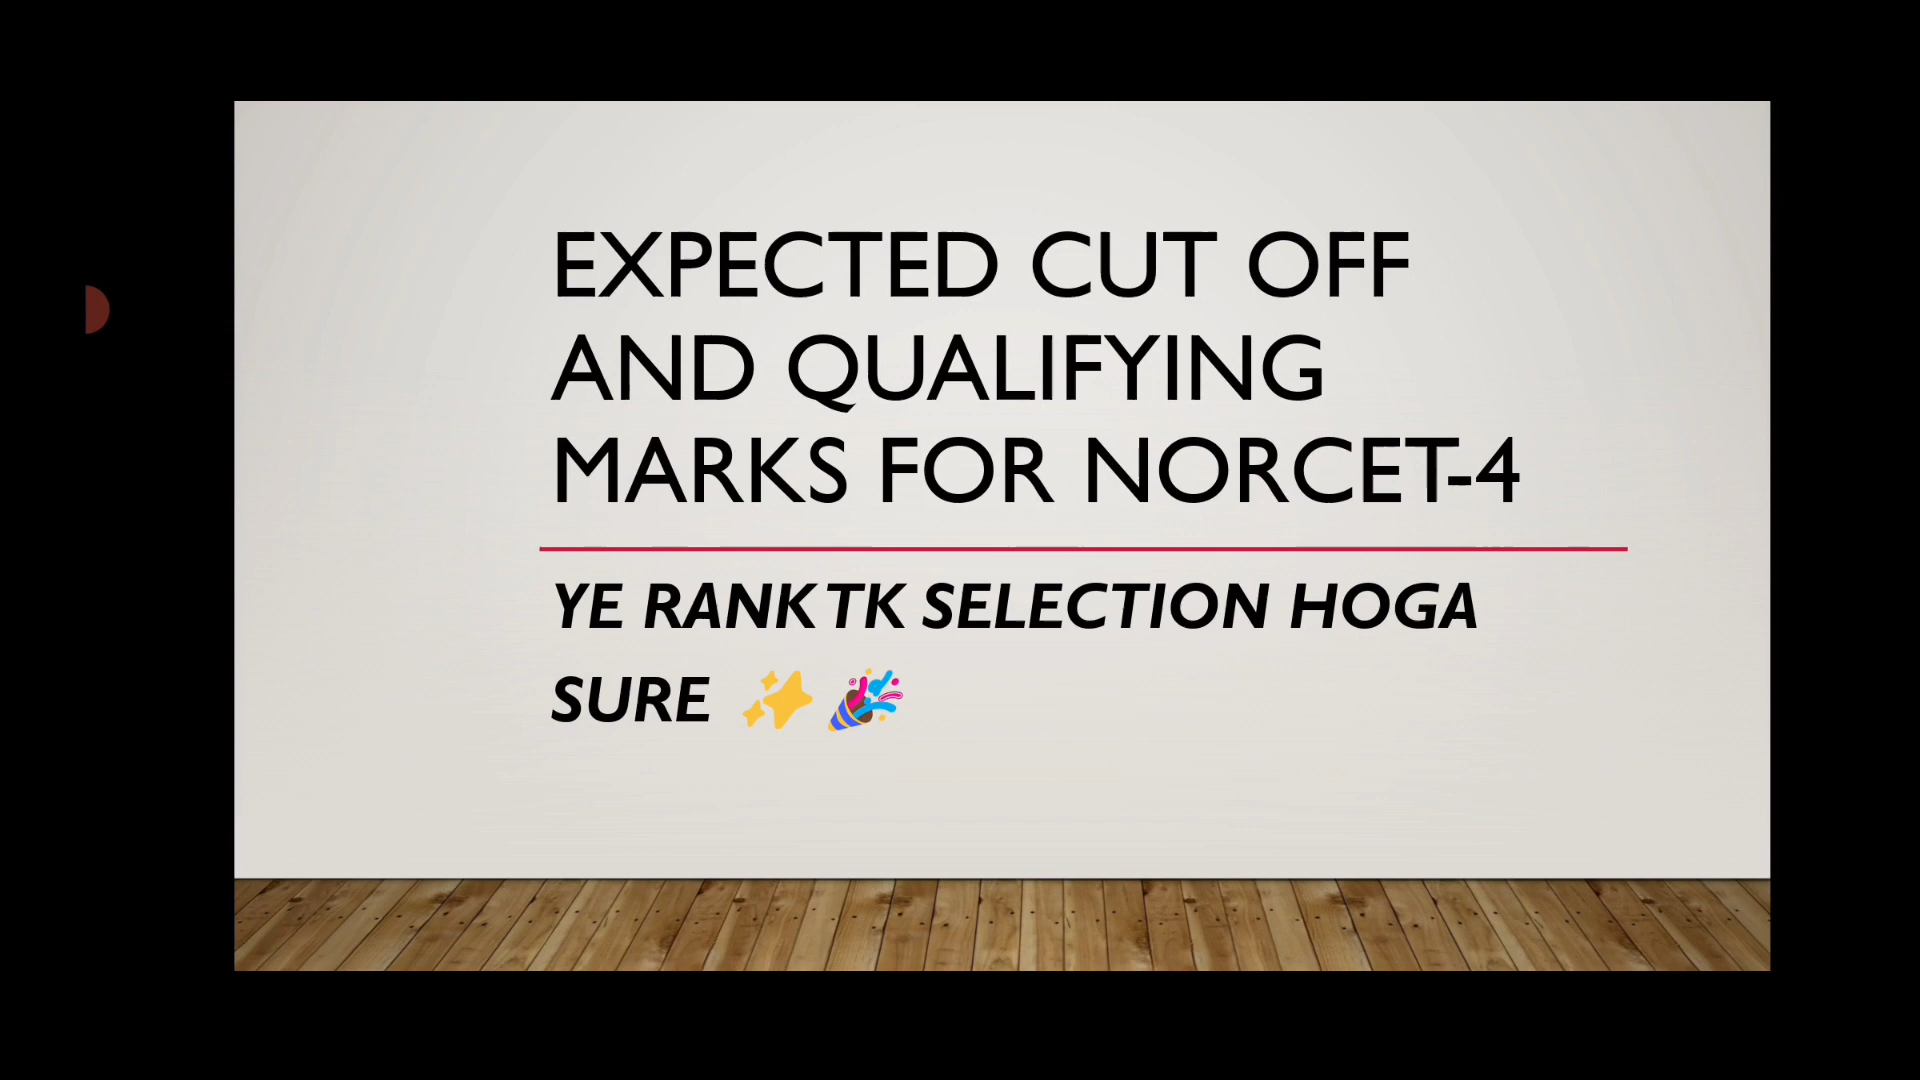 EXPECTED CUT OFF
AND QUALIFYING
MARKS FOR NORCET-4
YE RANK TK SELECTION HOGA
SURE ✨ 🎉